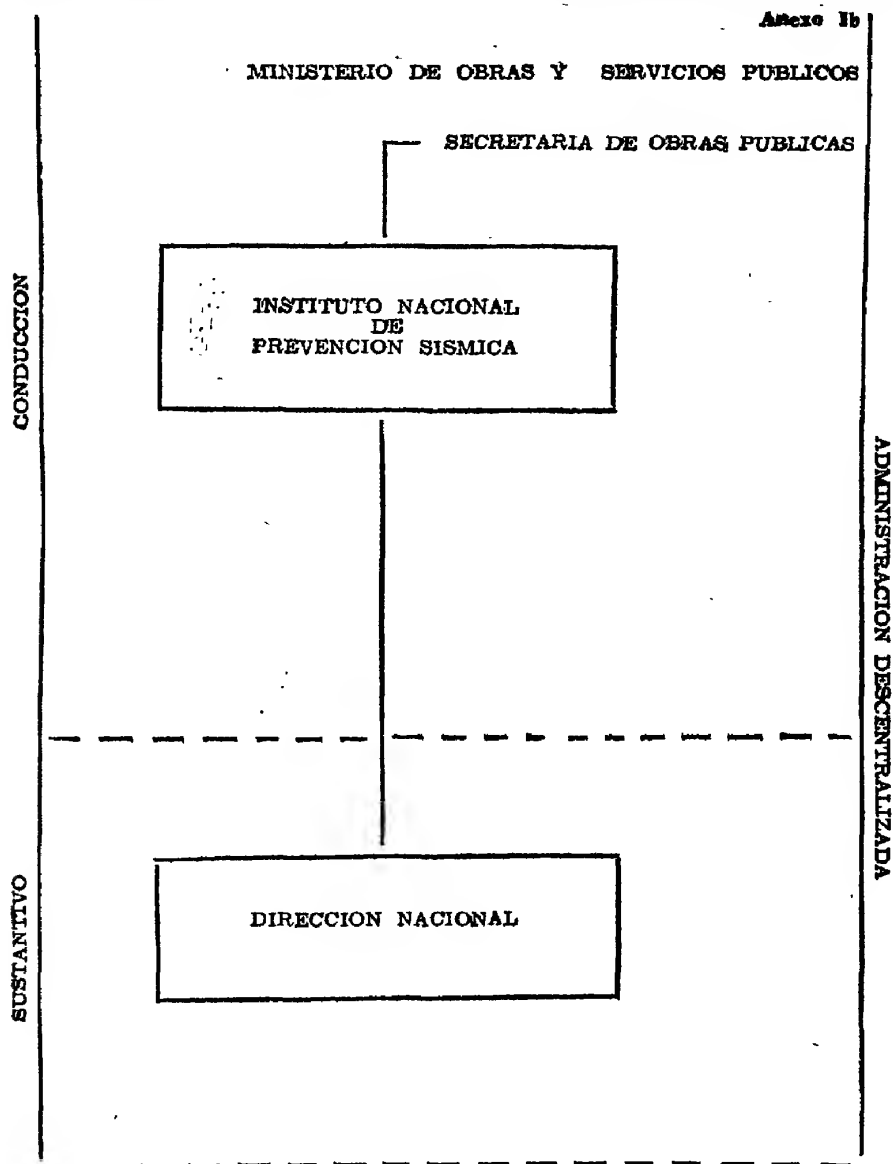 Anexo Ib
MINISTERIO DE OBRAS Y SERVICIOS PUBLICOS
SECRETARIA DE OBRAS PUBLICAS
CONDUCCION
INSTITUTO NACIONAL
DE
PREVENCION SISMICA
ADMINISTRACION DESCENTRALIZADA
SUSTANTIVO
DIRECCION NACIONAL